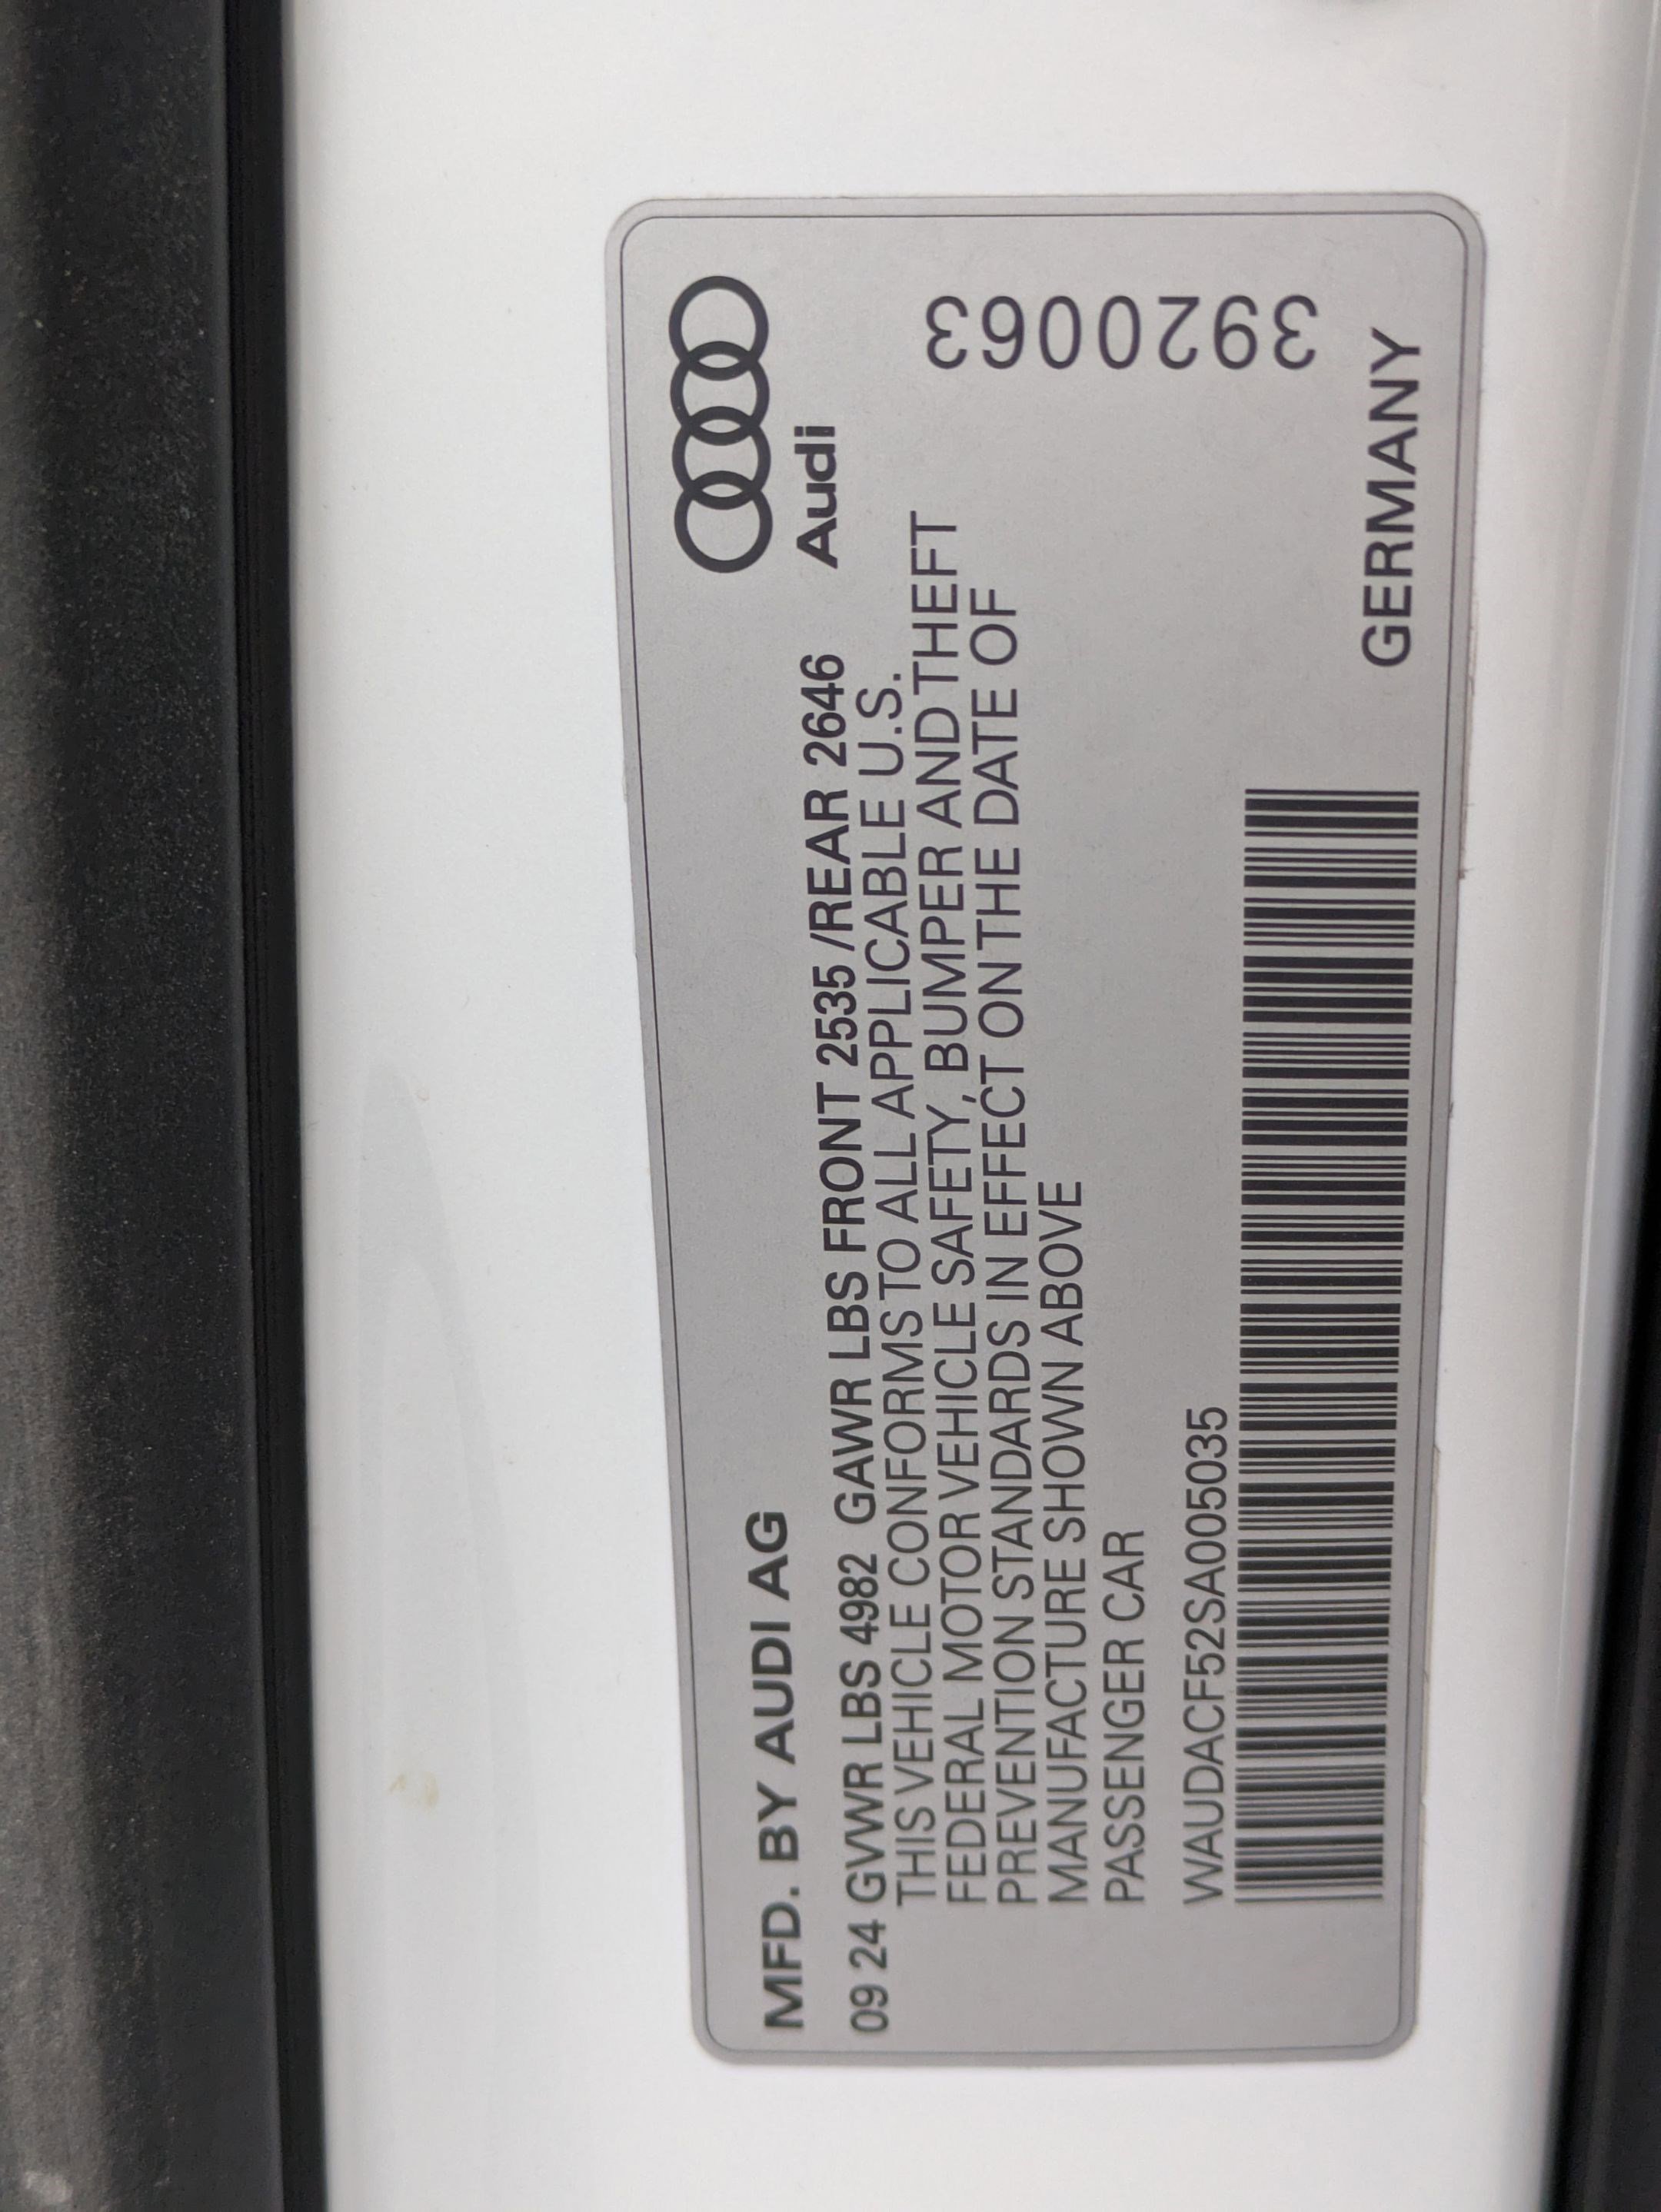 MFD. BY AUDI AG
Audi
09 24 GVWR LBS 4982 GAWR LBS FRONT 2535 /REAR 2646
THIS VEHICLE CONFORMS TO ALL APPLICABLE U.S.
FEDERAL MOTOR VEHICLE SAFETY, BUMPER AND THEFT
PREVENTION STANDARDS IN EFFECT ON THE DATE OF
MANUFACTURE SHOWN ABOVE
PASSENGER CAR
3920063
WAUDACF52SA005035
GERMANY